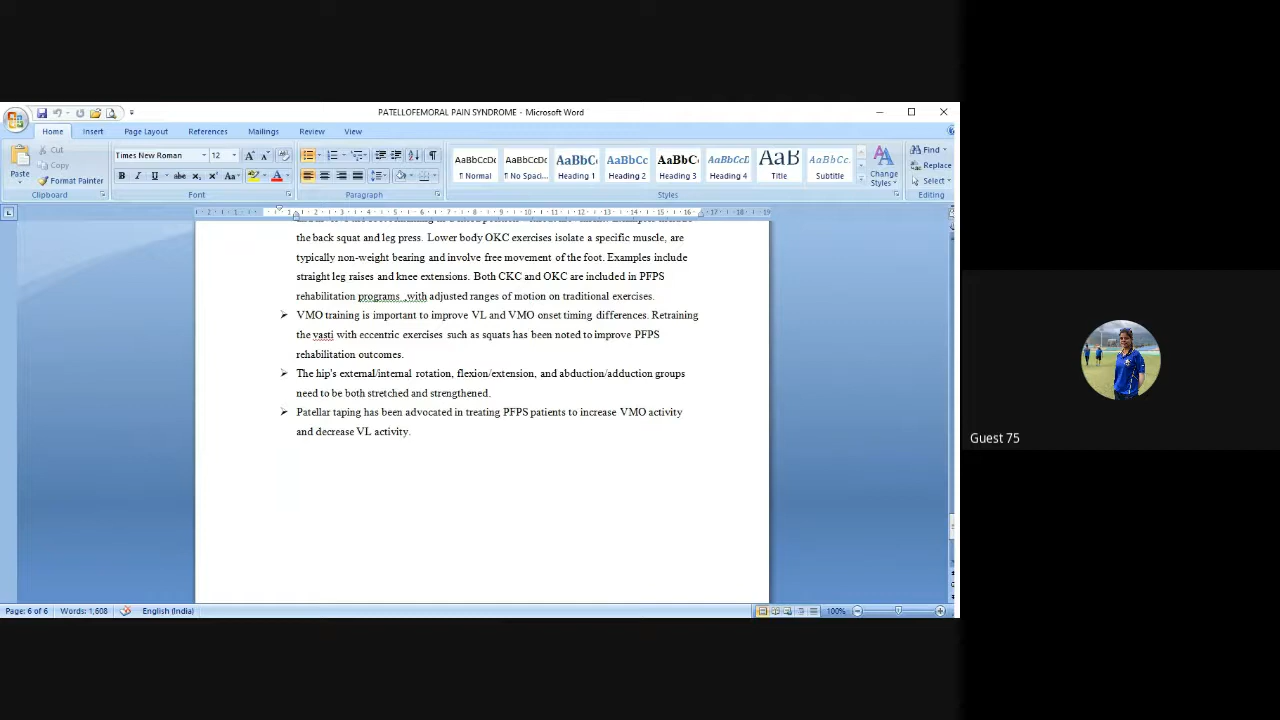 PATELLOFEMORAL PAIN SYNDROME - Microsoft Word
Home Insert Page Layout References Mailings Review View
Cut
Copy
Format Painter
Paste
Clipboard
Times New Roman 12
Font
Paragraph
AaBbCcDc AaBbCcDc AaBbC AaBbCc AaBbC AaBbCcD AaB AaBbCc.
¶ Normal ¶ No Spaci... Heading 1 Heading 2 Heading 3 Heading 4 Title Subtitle
Change Styles
Styles
Find
Replace
Select
Editing
the back squat and leg press. Lower body OKC exercises isolate a specific muscle, are
typically non-weight bearing and involve free movement of the foot. Examples include
straight leg raises and knee extensions. Both CKC and OKC are included in PFPS
rehabilitation programs ,with adjusted ranges of motion on traditional exercises.
➢ VMO training is important to improve VL and VMO onset timing differences. Retraining
the vasti with eccentric exercises such as squats has been noted to improve PFPS
rehabilitation outcomes.
➢ The hip's external/internal rotation, flexion/extension, and abduction/adduction groups
need to be both stretched and strengthened.
➢ Patellar taping has been advocated in treating PFPS patients to increase VMO activity
and decrease VL activity.
Guest 75
Page: 6 of 6 Words: 1,608 English (India) 100%